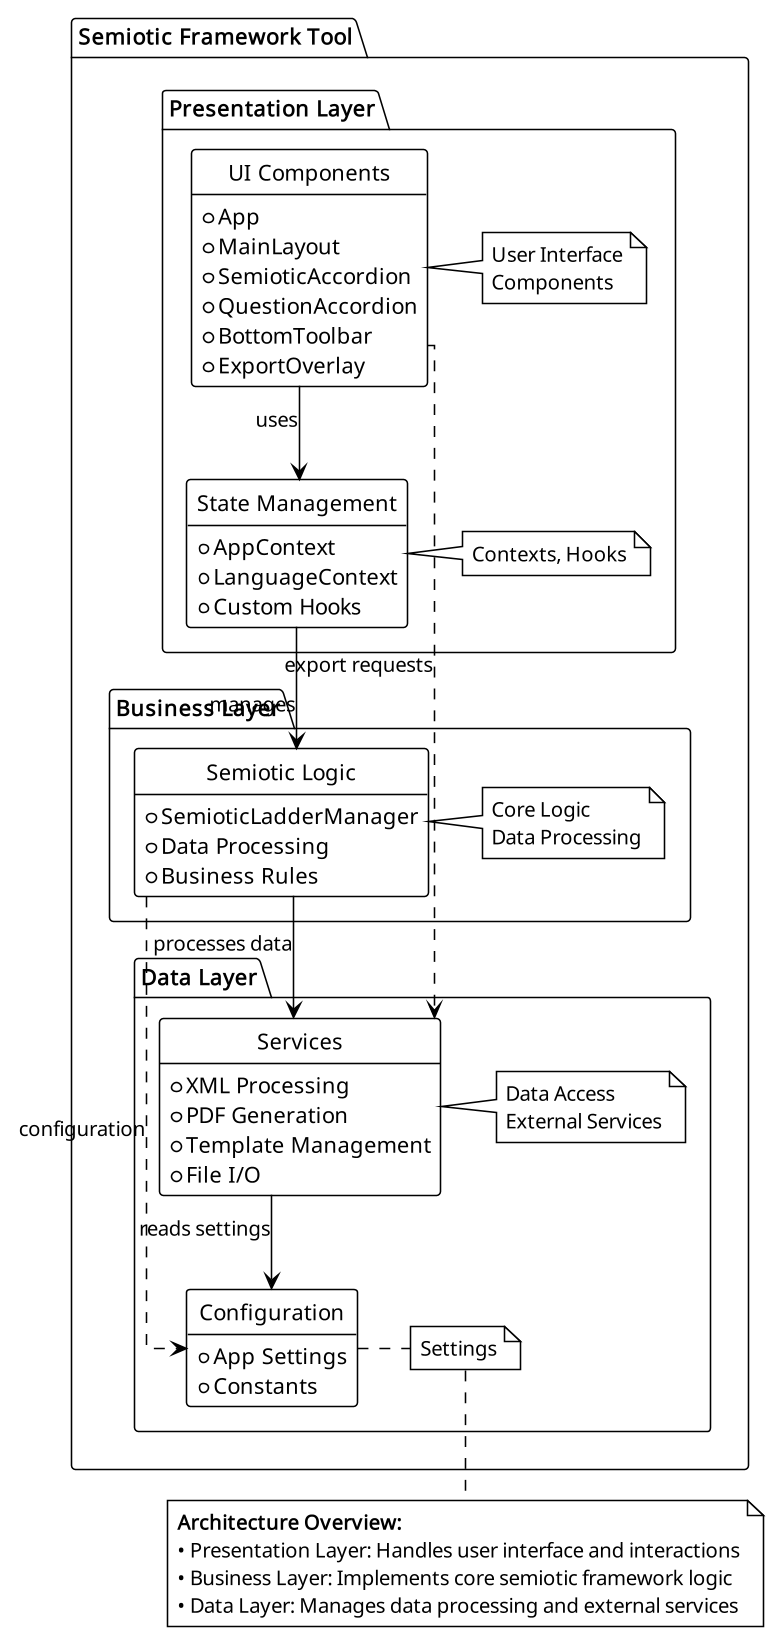 Semiotic Framework Tool
Presentation Layer
UI Components
App
MainLayout
SemioticAccordion
QuestionAccordion
BottomToolbar
ExportOverlay
User Interface
Components
uses
State Management
AppContext
LanguageContext
Custom Hooks
Contexts, Hooks
export requests
manages
Business Layer
Semiotic Logic
SemioticLadderManager
Data Processing
Business Rules
Core Logic
Data Processing
processes data
Data Layer
Services
XML Processing
PDF Generation
Template Management
File I/O
Data Access
External Services
configuration
reads settings
Configuration
App Settings
Constants
Settings
Architecture Overview:
• Presentation Layer: Handles user interface and interactions
• Business Layer: Implements core semiotic framework logic
• Data Layer: Manages data processing and external services